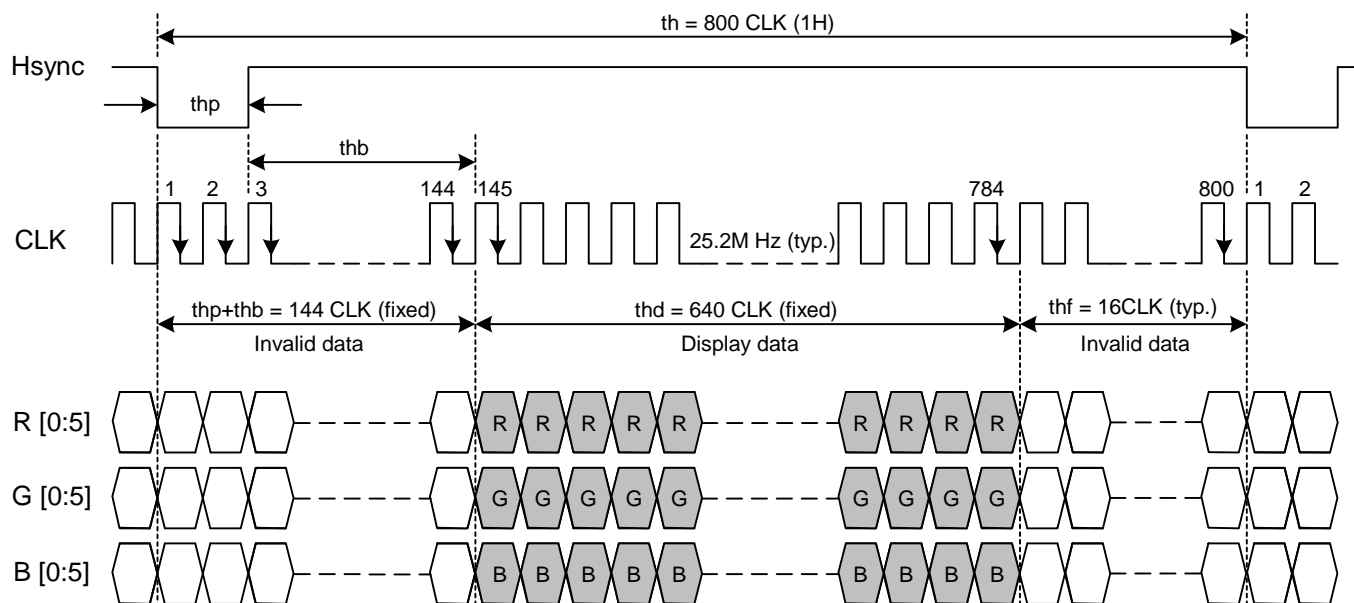 th = 800 CLK (1H)
Hsync
thp
thb
1 2 3 144 145 784 800 1 2
CLK
25.2M Hz (typ.)
thp+thb = 144 CLK (fixed) thd = 640 CLK (fixed) thf = 16CLK (typ.)
Invalid data Display data Invalid data
R [0:5] R R R R R R R R R
G [0:5] G G G G G G G G G
B [0:5] B B B B B B B B B